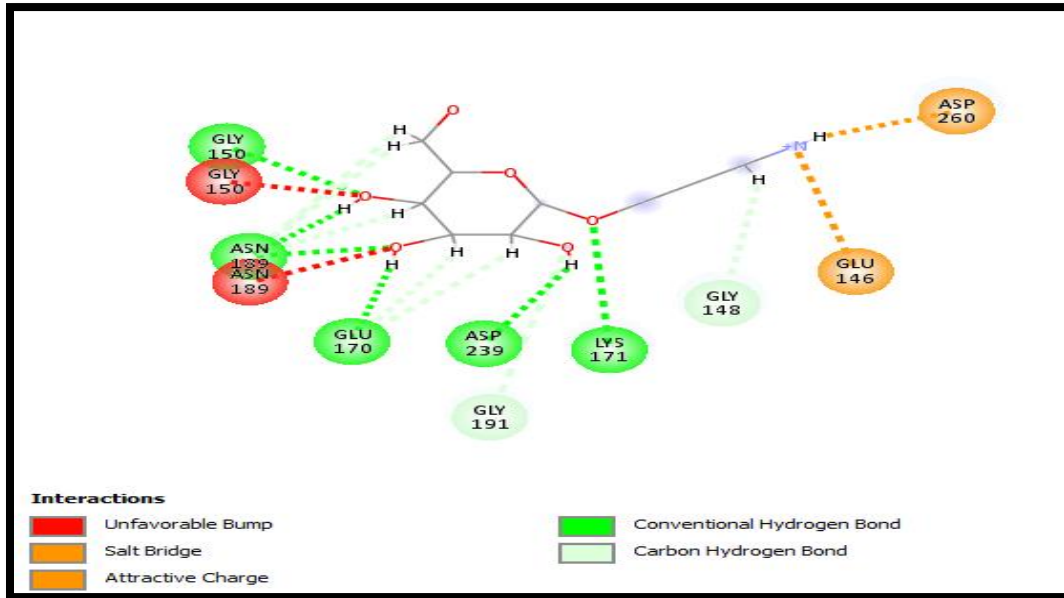 ASP
260
GLY
150
GLY
150
ASN
189
ASN
189
GLU
170
ASP
239
LYS
171
GLY
148
GLU
146
GLY
191
O
O
O
O
O
O
+N
H
H
H
H
H
H
H
H
H
H
Interactions
Unfavorable Bump
Salt Bridge
Attractive Charge
Conventional Hydrogen Bond
Carbon Hydrogen Bond